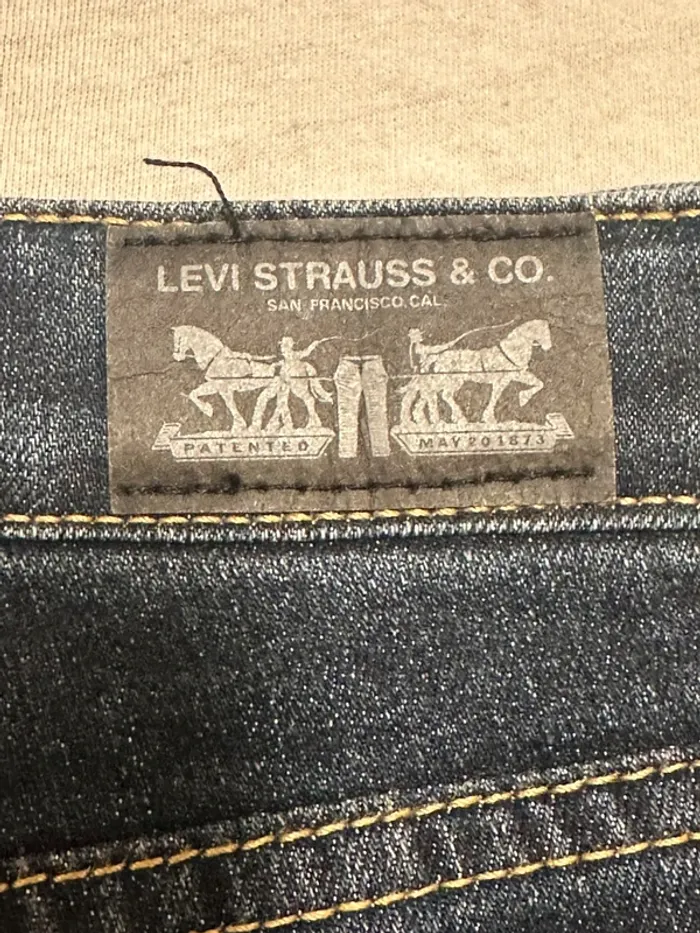 LEVI STRAUSS & CO.
SAN FRANCISCO, CAL.
PATENTED MAY 20 1873